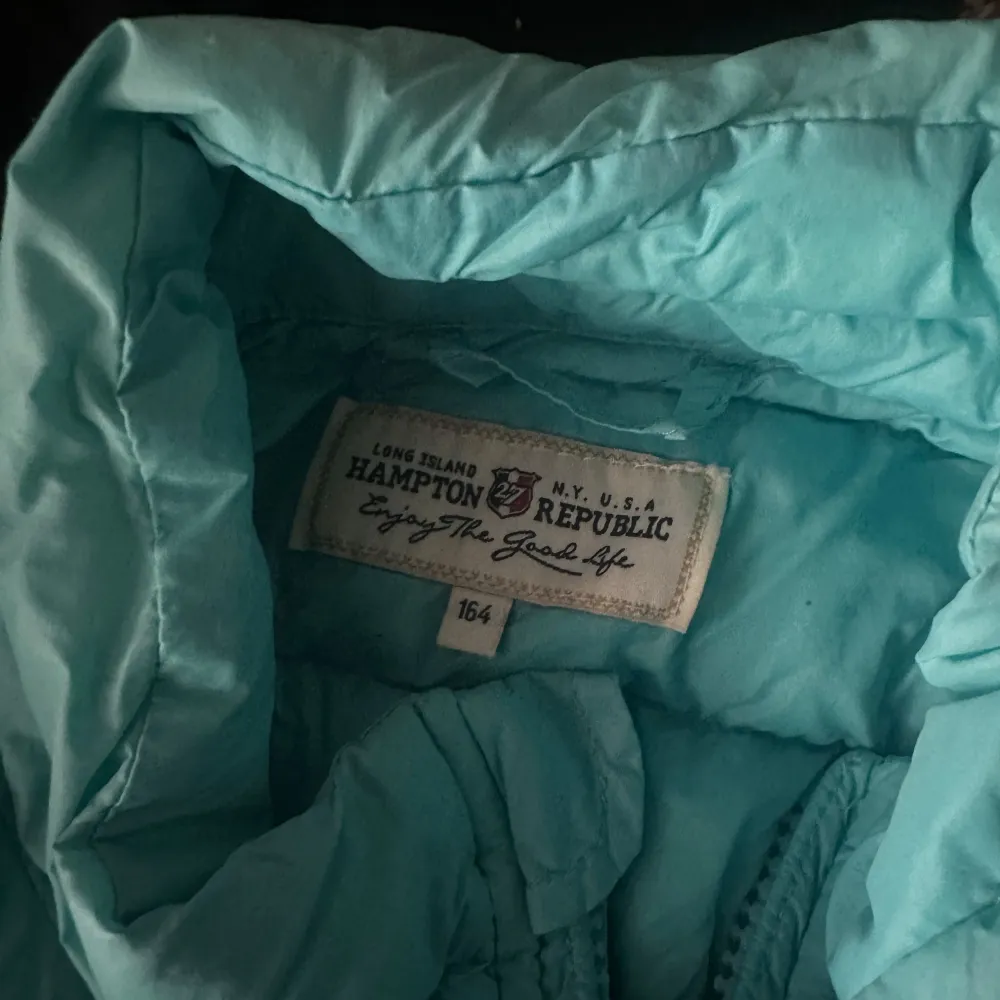 LONG ISLAND N.Y. U.S.A
HAMPTON 27 REPUBLIC
Enjoy The Good Life
164